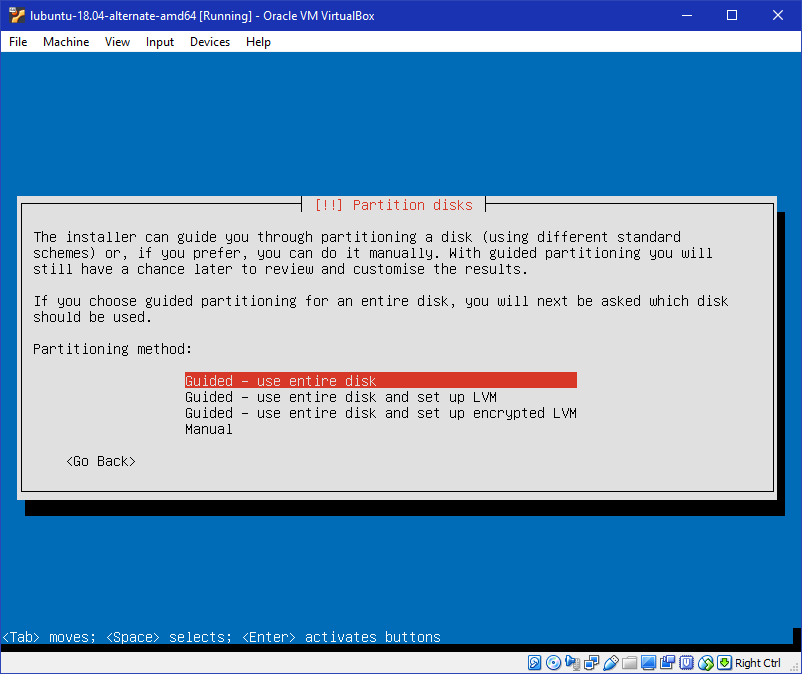 lubuntu-18.04-alternate-amd64 [Running] - Oracle VM VirtualBox
File Machine View Input Devices Help
[!!] Partition disks
The installer can guide you through partitioning a disk (using different standard
schemes) or, if you prefer, you can do it manually. With guided partitioning you will
still have a chance later to review and customise the results.
If you choose guided partitioning for an entire disk, you will next be asked which disk
should be used.
Partitioning method:
Guided - use entire disk
Guided - use entire disk and set up LVM
Guided - use entire disk and set up encrypted LVM
Manual
<Go Back>
<Tab> moves; <Space> selects; <Enter> activates buttons
Right Ctrl